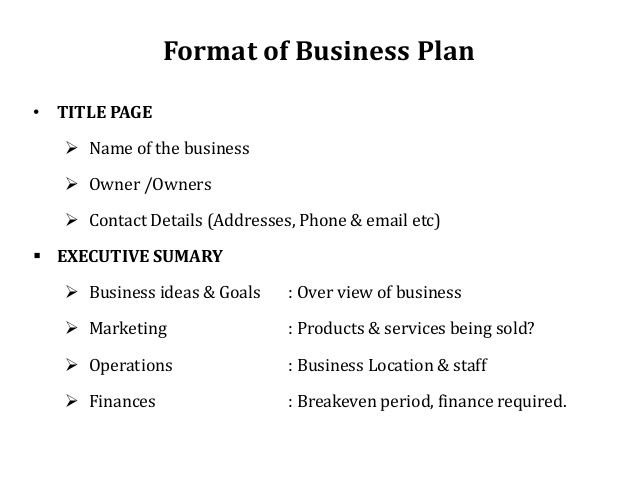 Format of Business Plan
• TITLE PAGE
➢ Name of the business
➢ Owner /Owners
➢ Contact Details (Addresses, Phone & email etc)
▪ EXECUTIVE SUMARY
➢ Business ideas & Goals : Over view of business
➢ Marketing : Products & services being sold?
➢ Operations : Business Location & staff
➢ Finances : Breakeven period, finance required.